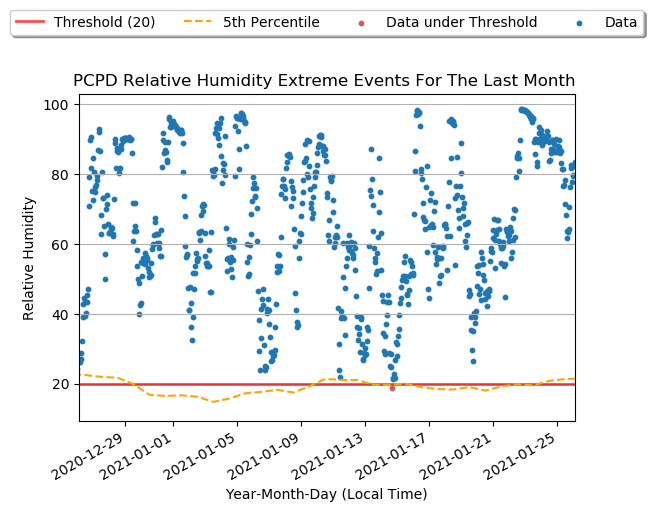 Threshold (20) 5th Percentile Data under Threshold Data
PCPD Relative Humidity Extreme Events For The Last Month
100
80
60
40
20
Relative Humidity
2020-12-29 2021-01-01 2021-01-05 2021-01-09 2021-01-13 2021-01-17 2021-01-21 2021-01-25
Year-Month-Day (Local Time)